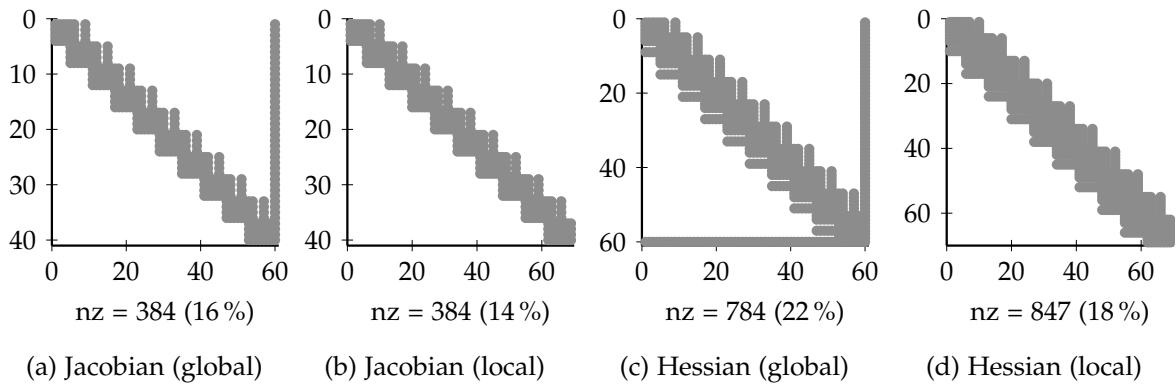 0
10
20
30
40
0 20 40 60
nz = 384 (16 %)
(a) Jacobian (global)
0
10
20
30
40
0 20 40 60
nz = 384 (14 %)
(b) Jacobian (local)
0
20
40
60
0 20 40 60
nz = 784 (22 %)
(c) Hessian (global)
0
20
40
60
0 20 40 60
nz = 847 (18 %)
(d) Hessian (local)